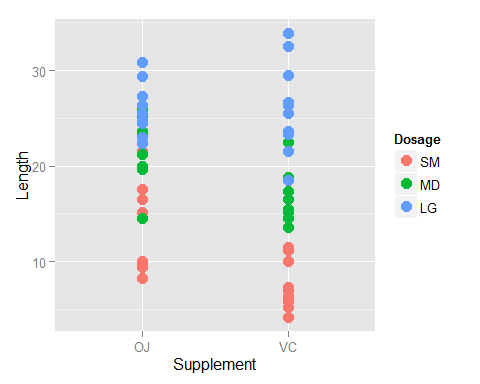 Length
30
20
10
OJ
VC
Supplement
Dosage
SM
MD
LG